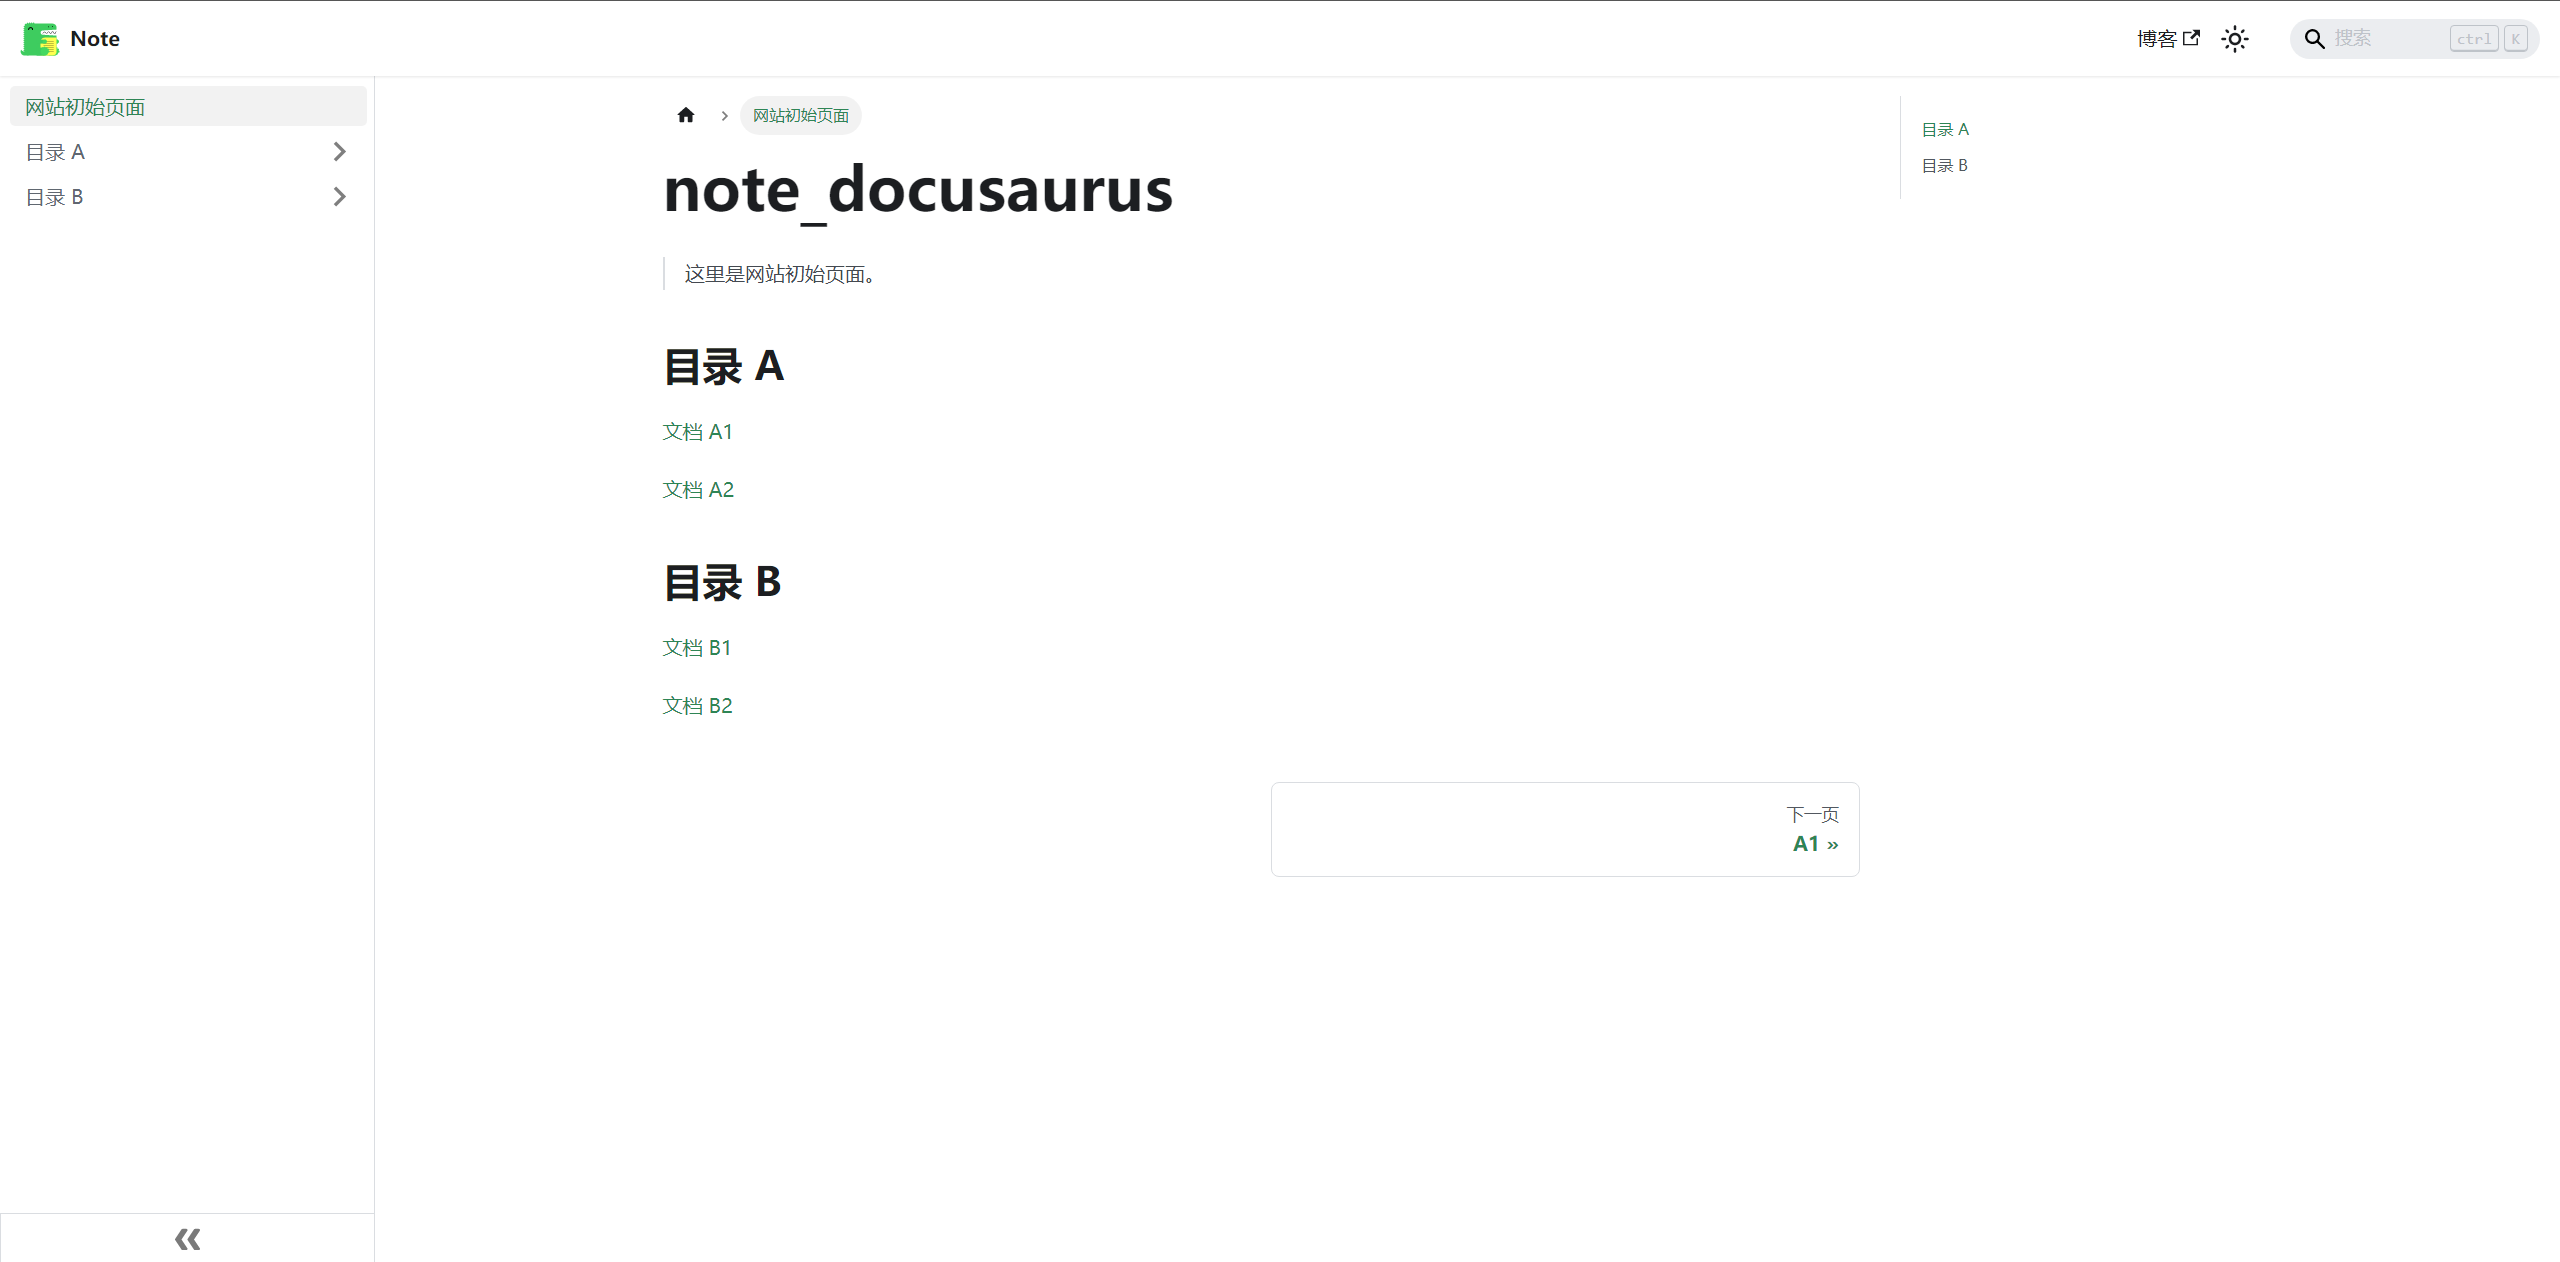 Note
博客
搜索
ctrl K
网站初始页面
目录 A
目录 B
网站初始页面
note_docusaurus
这里是网站初始页面。
目录 A
文档 A1
文档 A2
目录 B
文档 B1
文档 B2
下一页
A1 »
目录 A
目录 B